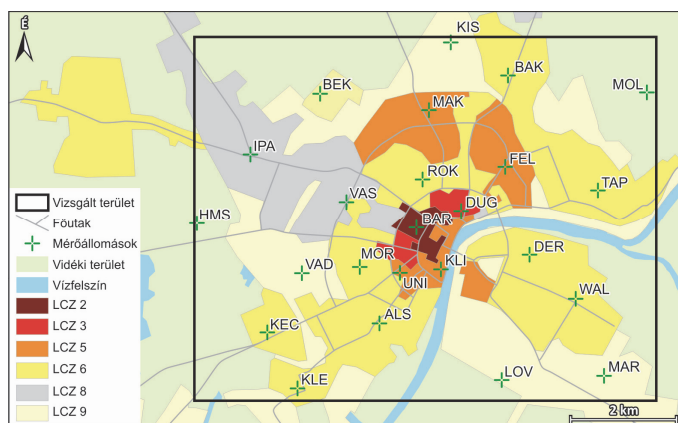 É
KIS
BAK
BEK
MOL
MAK
IPA
FEL
ROK
TAP
VAS
DUG
HMS
BAR
DER
MOR
KLI
VAD
UNI
WAL
ALS
KEC
KLE
LOV
MAR
Vizsgált terület
Főutak
Mérőállomások
Vidéki terület
Vízfelszín
LCZ 2
LCZ 3
LCZ 5
LCZ 6
LCZ 8
LCZ 9
2 km